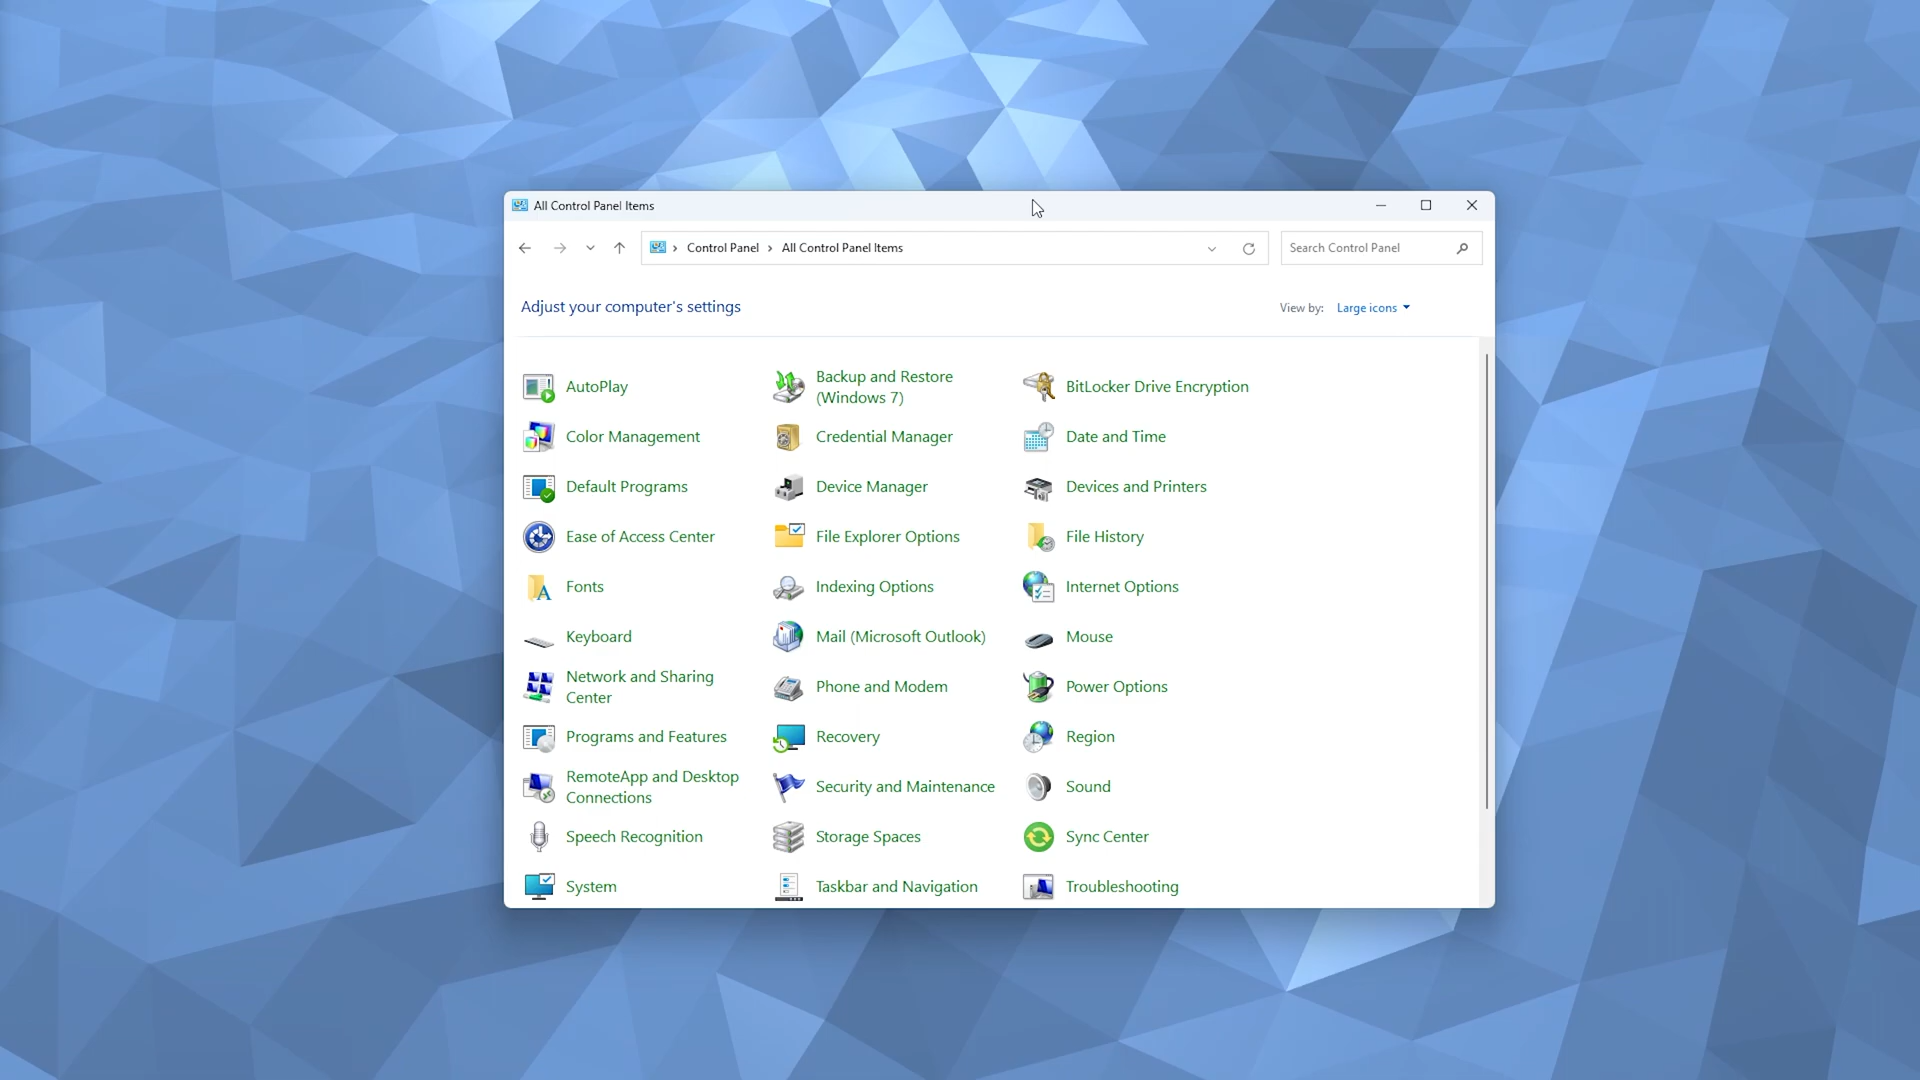 All Control Panel Items
Control Panel > All Control Panel Items
Search Control Panel
Adjust your computer's settings
View by: Large icons
AutoPlay
Backup and Restore
(Windows 7)
BitLocker Drive Encryption
Color Management
Credential Manager
Date and Time
Default Programs
Device Manager
Devices and Printers
Ease of Access Center
File Explorer Options
File History
Fonts
Indexing Options
Internet Options
Keyboard
Mail (Microsoft Outlook)
Mouse
Network and Sharing
Center
Phone and Modem
Power Options
Programs and Features
Recovery
Region
RemoteApp and Desktop
Connections
Security and Maintenance
Sound
Speech Recognition
Storage Spaces
Sync Center
System
Taskbar and Navigation
Troubleshooting